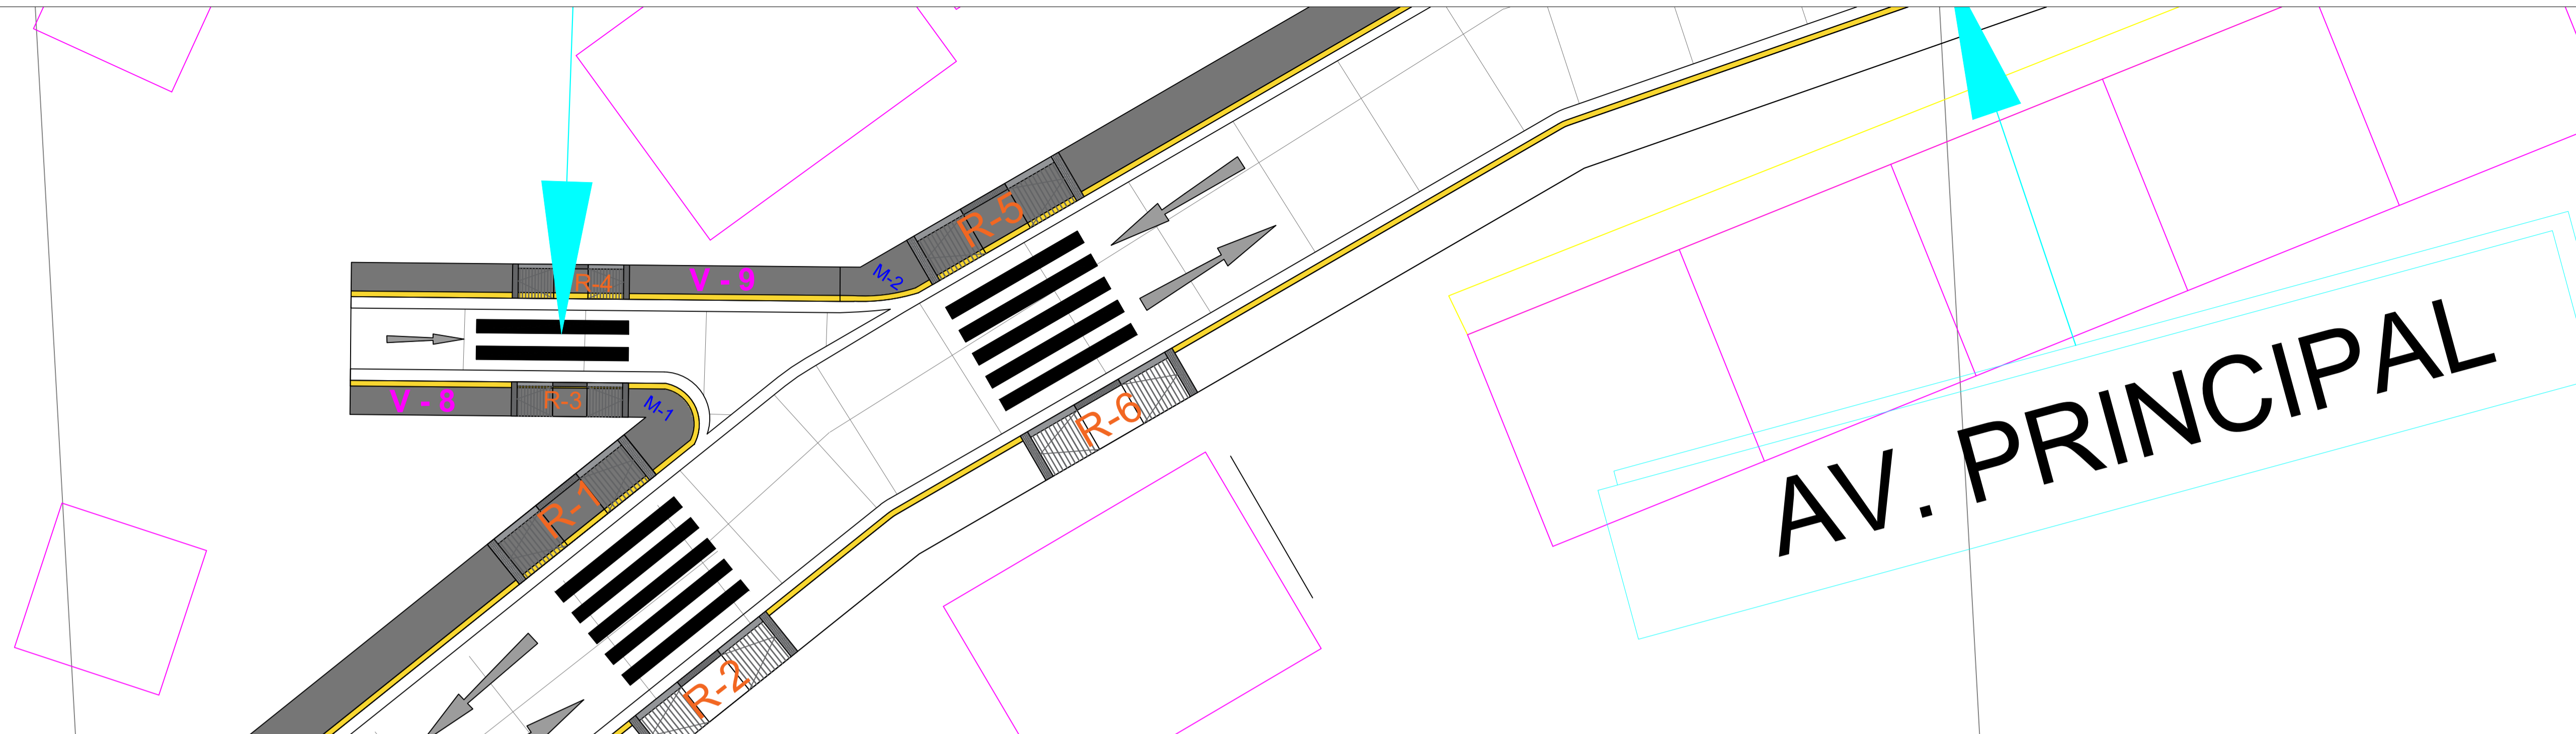 R-5
M-2
R-4
V - 9
V - 8
R-3
M-1
R-6
R-1
R-2
AV. PRINCIPAL